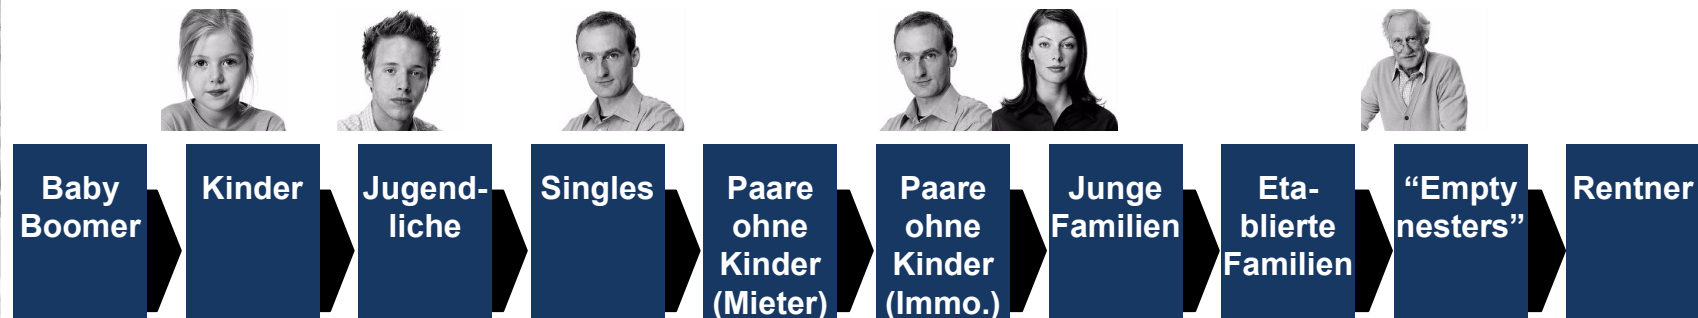 Baby
Boomer
Kinder
Jugend-
liche
Singles
Paare
ohne
Kinder
(Mieter)
Paare
ohne
Kinder
(Immo.)
Junge
Familien
Eta-
blierte
Familien
“Empty
nesters”
Rentner